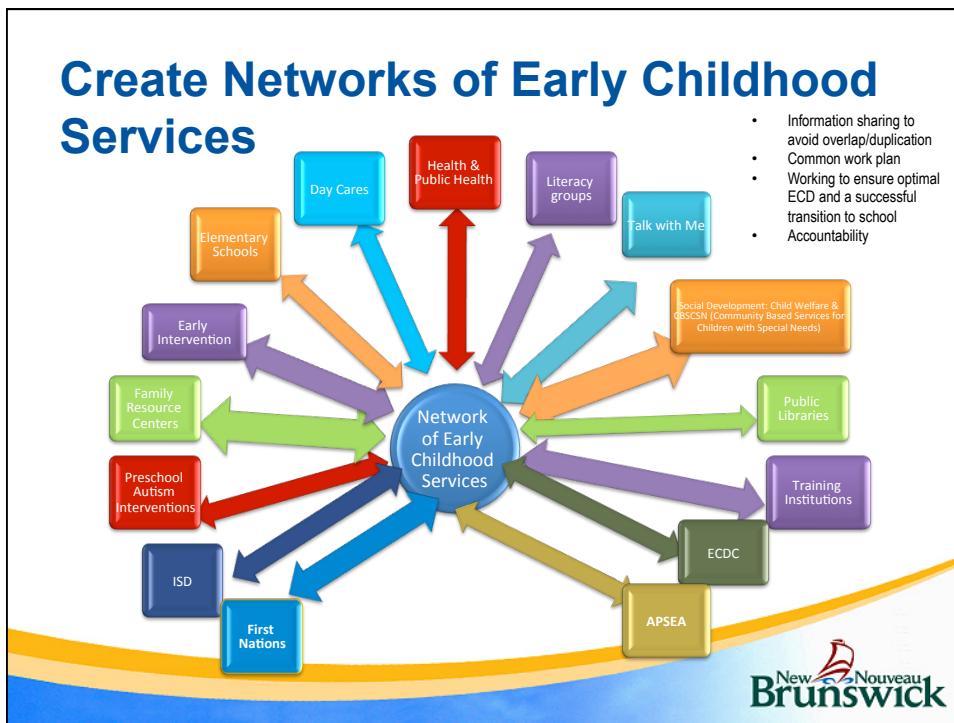 Create Networks of Early Childhood
Services
• Information sharing to
avoid overlap/duplication
• Common work plan
• Working to ensure optimal
ECD and a successful
transition to school
• Accountability
Health &
Public Health
Literacy
groups
Day Cares
Talk with Me
Elementary
Schools
Social Development: Child Welfare &
CBSCSN (Community Based Services for
Children with Special Needs)
Early
Intervention
Family
Resource
Centers
Public
Libraries
Network
of Early
Childhood
Services
Preschool
Autism
Interventions
Training
Institutions
ISD
ECDC
First
Nations
APSEA
New Nouveau
Brunswick